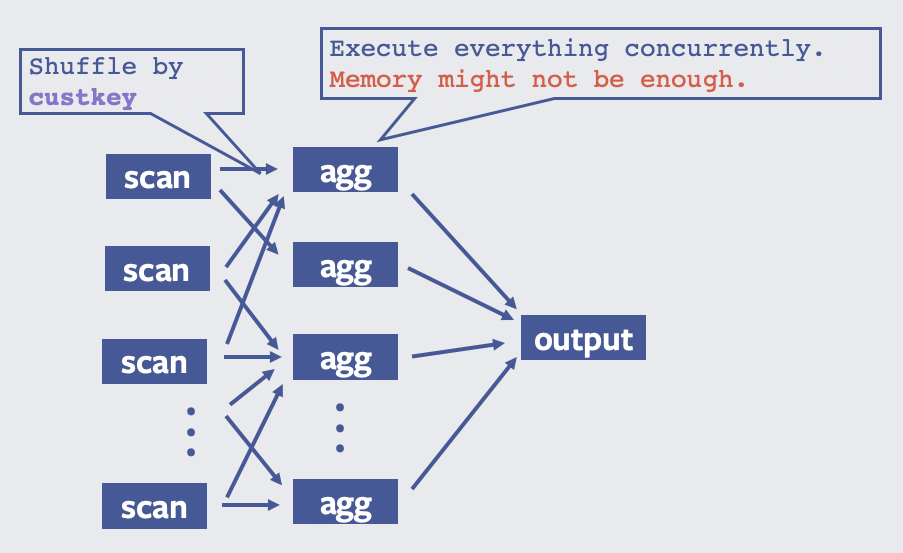 Shuffle by
custkey
Execute everything concurrently.
Memory might not be enough.
scan
agg
scan
agg
output
scan
agg
scan
agg